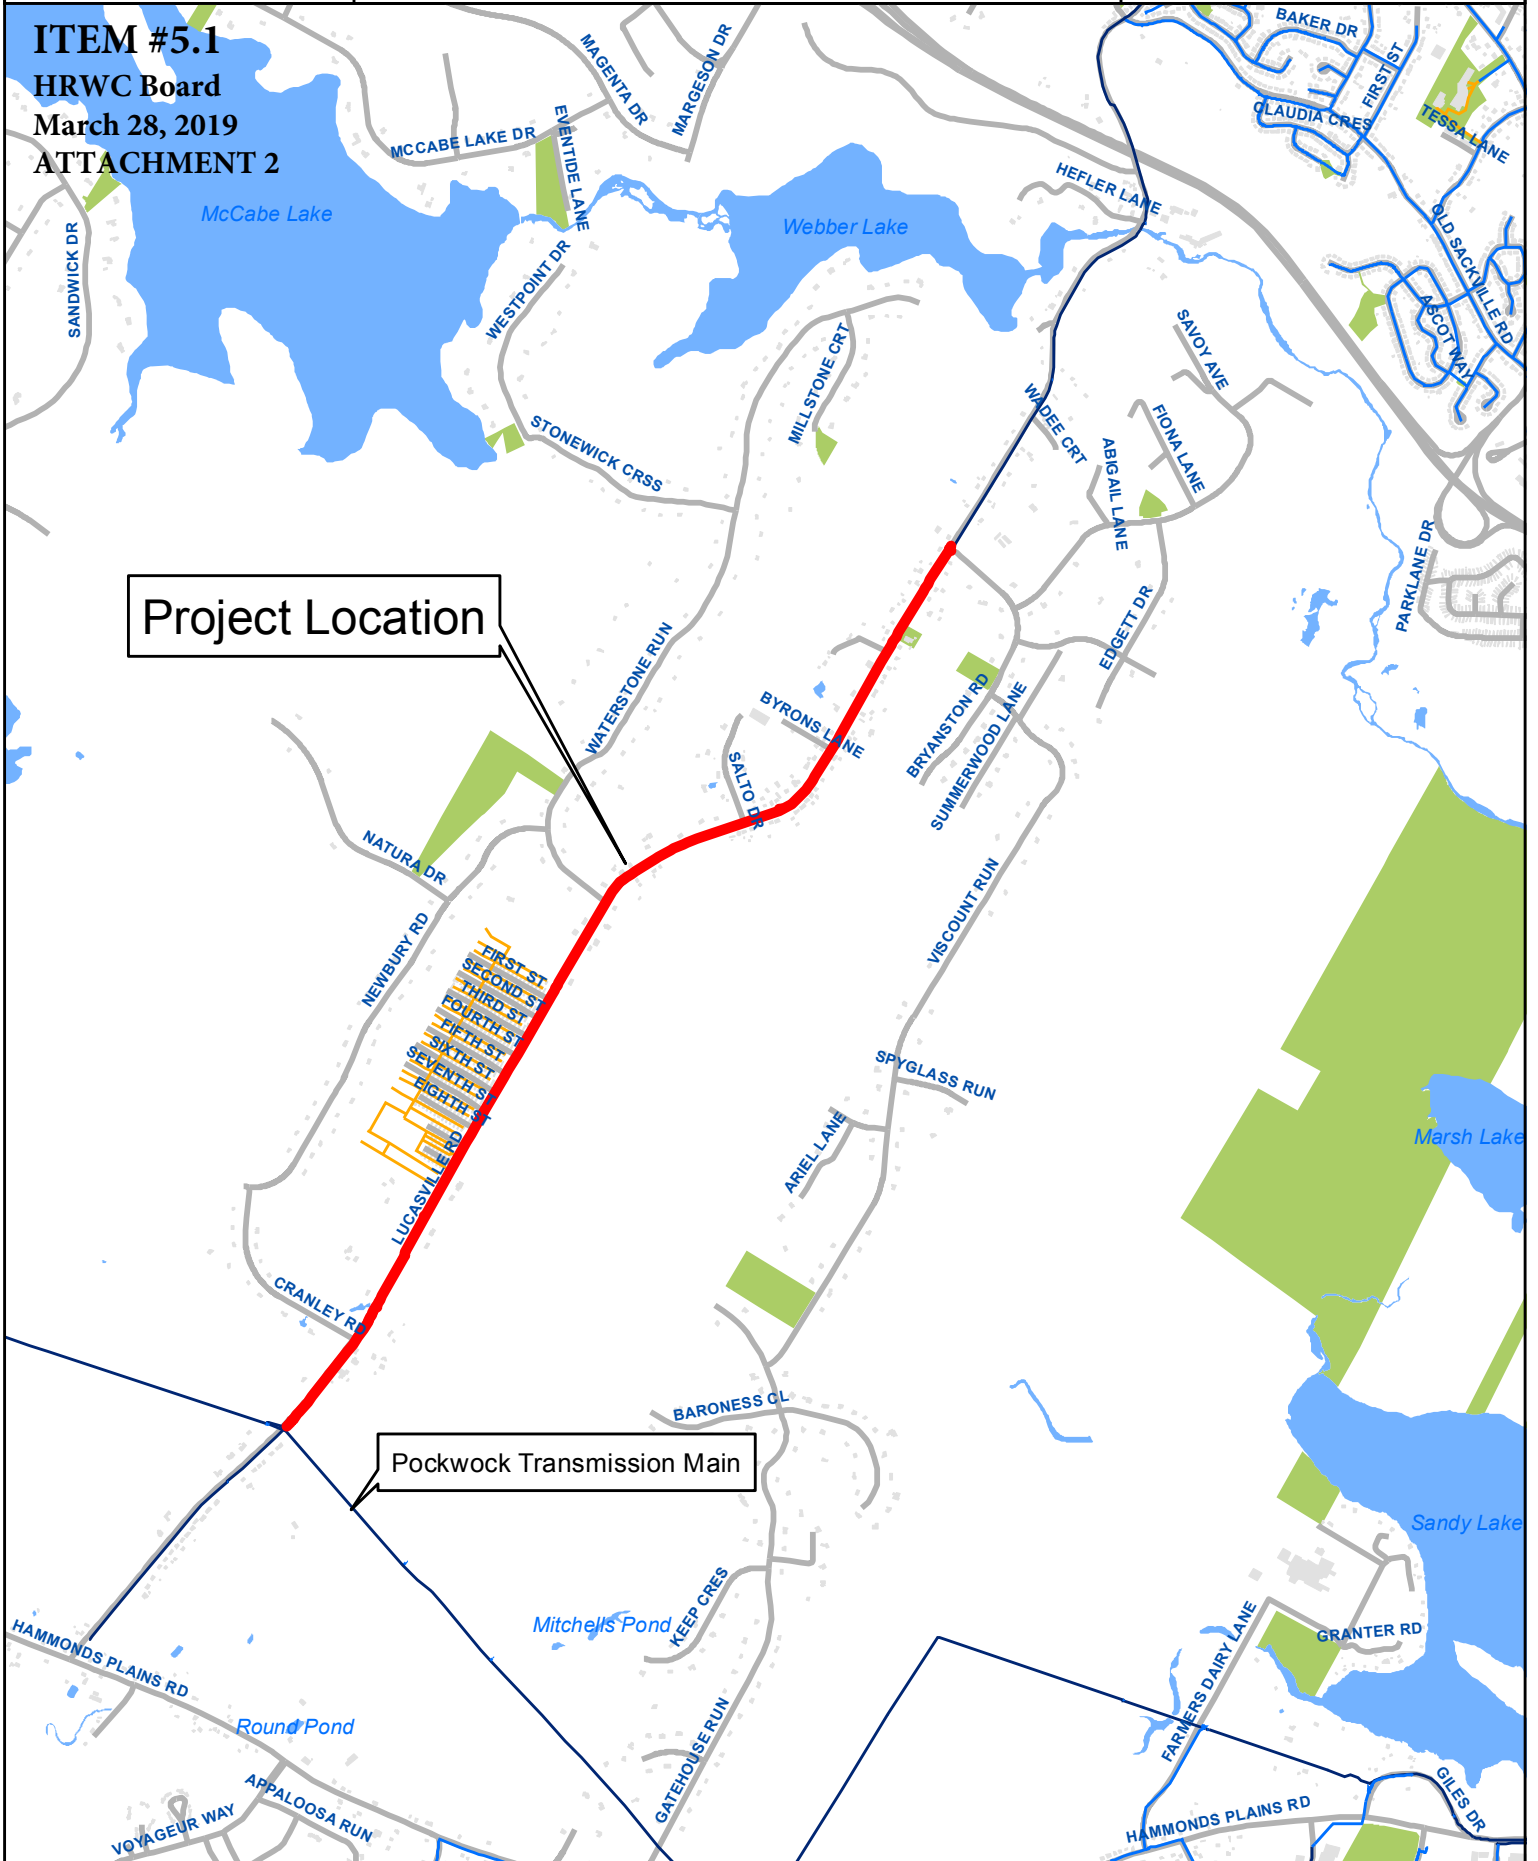 ITEM #5.1
HRWC Board
March 28, 2019
ATTACHMENT 2
BAKER DR
FIRST ST
MAGENTA DR
MARGESON DR
CLAUDIA CRES
TESSA LANE
EVENTIDE LANE
MCCABE LAKE DR
HEFLER LANE
McCabe Lake
Webber Lake
SANDWICK DR
WESTPOINT DR
OLD SACKVILLE RD
ASCOT WAY
SAVOY AVE
MILLSTONE CRT
WADEE CRT
FIONA LANE
ABIGAIL LANE
STONEWICK CRSS
PARKLANE DR
Project Location
EDGETT DR
WATERSTONE RUN
BYRONS LANE
BRYANSTON RD
SUMMERWOOD LANE
SALTO DR
NATURA DR
VISCOUNT RUN
NEWBURY RD
FIRST ST
SECOND ST
THIRD ST
FOURTH ST
FIFTH ST
SIXTH ST
SEVENTH ST
EIGHTH ST
SPYGLASS RUN
ARIEL LANE
Marsh Lake
LUCASVILLE RD
CRANLEY RD
BARONESS CL
Pockwock Transmission Main
Sandy Lake
KEEP CRES
Mitchells Pond
GRANTER RD
HAMMONDS PLAINS RD
FARMERS DAIRY LANE
Round Pond
GATEHOUSE RUN
GILES DR
APPALOOSA RUN
VOYAGEUR WAY
HAMMONDS PLAINS RD